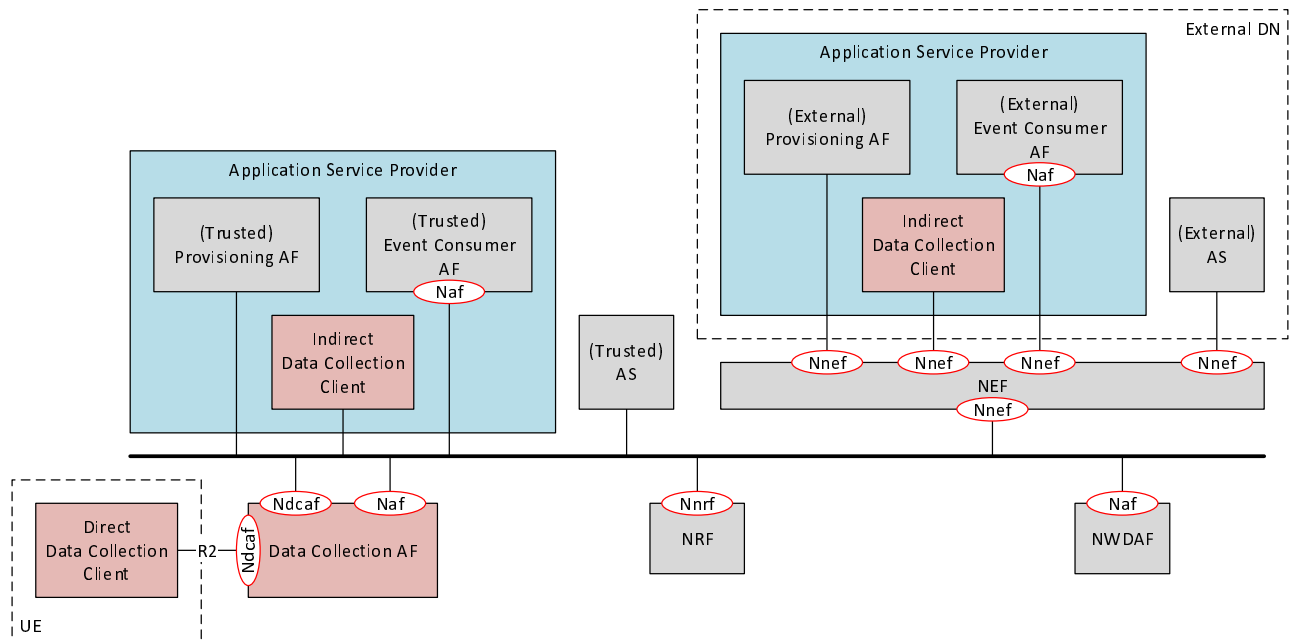 External DN
Application Service Provider
(External)
Provisioning AF
(External)
Event Consumer
AF
Naf
Indirect
Data Collection
Client
(External)
AS
Application Service Provider
(Trusted)
Provisioning AF
(Trusted)
Event Consumer
AF
Naf
Indirect
Data Collection
Client
(Trusted)
AS
Nnef
Nnef
Nnef
Nnef
NEF
Nnef
Direct
Data Collection
Client
UE
R2
Ndcaf
Ndcaf
Naf
Data Collection AF
Nnrf
NRF
Naf
NWDAF